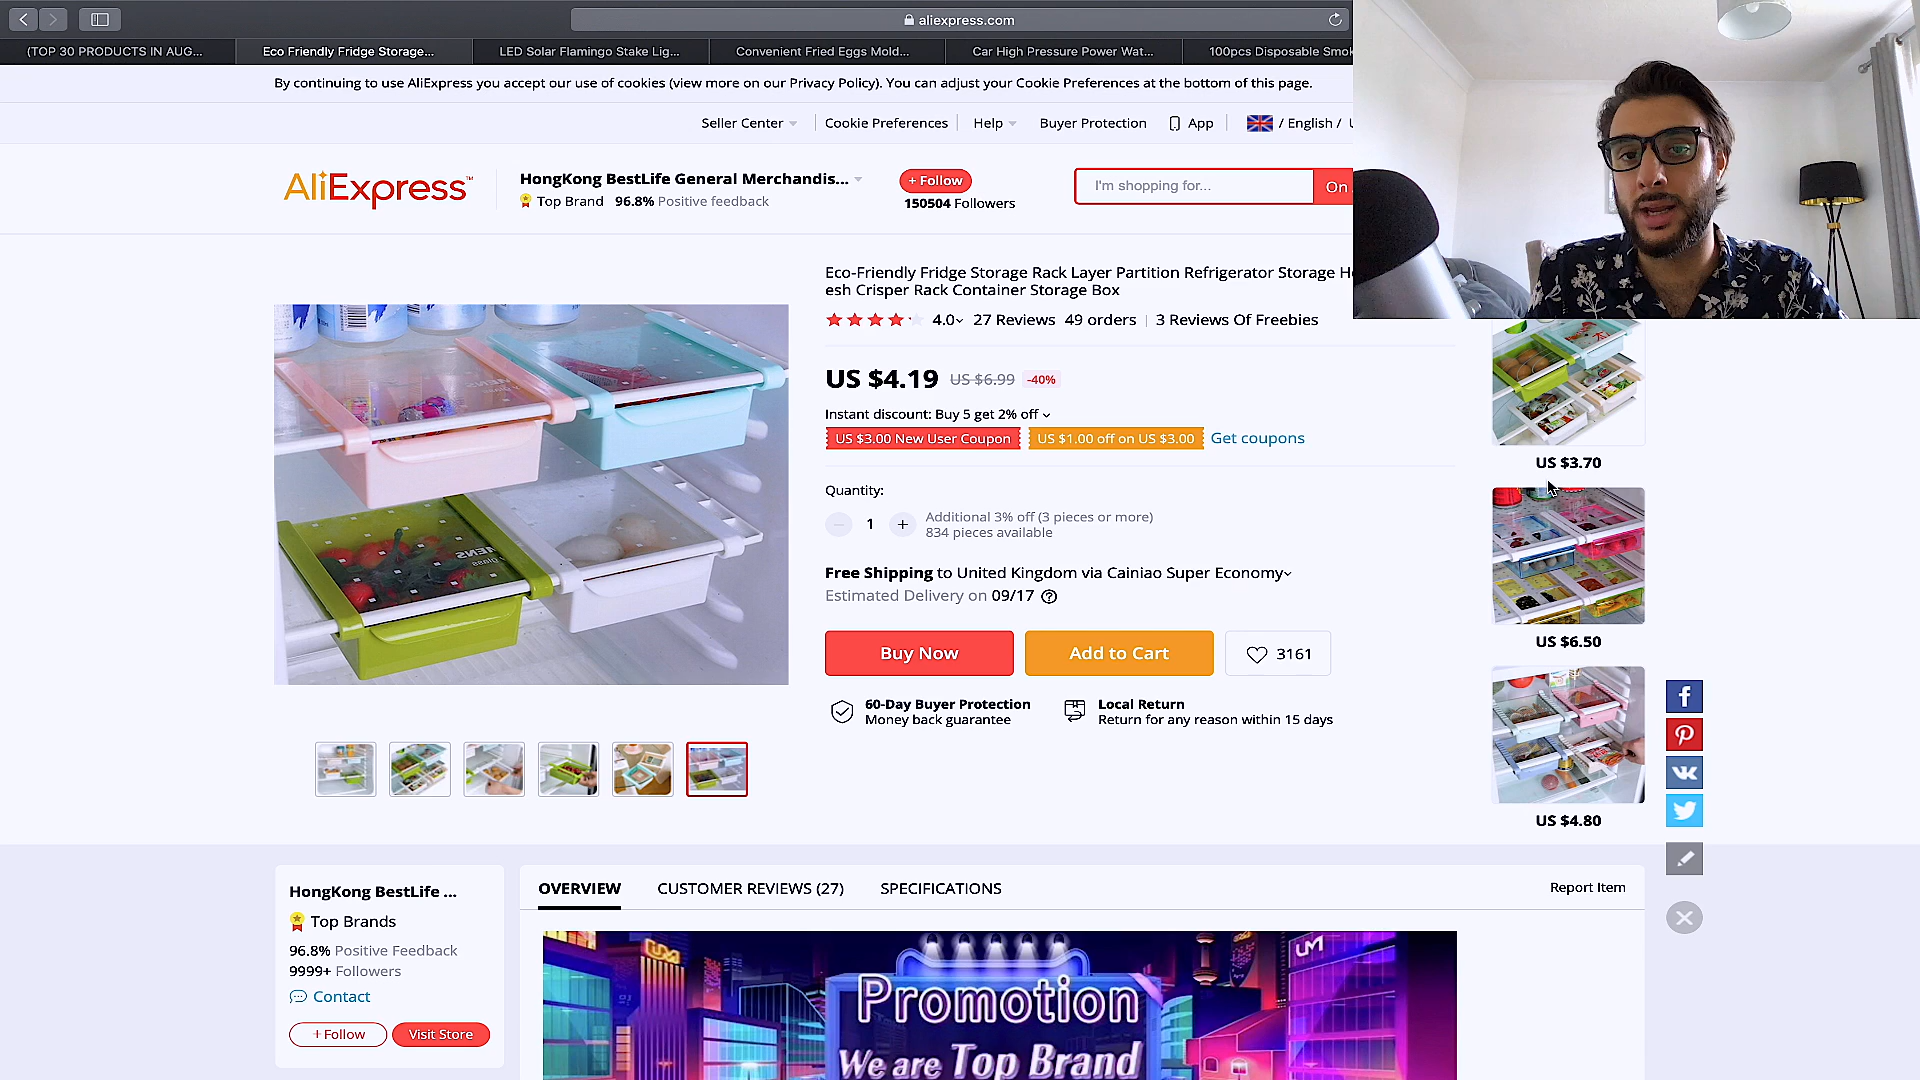 aliexpress.com
(TOP 30 PRODUCTS IN AUG...
Eco Friendly Fridge Storage...
LED Solar Flamingo Stake Lig...
Convenient Fried Eggs Mold...
Car High Pressure Power Wat...
100pcs Disposable Smok
By continuing to use AliExpress you accept our use of cookies (view more on our Privacy Policy). You can adjust your Cookie Preferences at the bottom of this page.
Seller Center
Cookie Preferences
Help
Buyer Protection
App
/ English /
AliExpress™
HongKong BestLife General Merchandis...
Top Brand 96.8% Positive feedback
+ Follow
150504 Followers
I'm shopping for...
On
Eco-Friendly Fridge Storage Rack Layer Partition Refrigerator Storage H
esh Crisper Rack Container Storage Box
4.0 27 Reviews 49 orders 3 Reviews Of Freebies
US $4.19 US $6.99 -40%
Instant discount: Buy 5 get 2% off
US $3.00 New User Coupon
US $1.00 off on US $3.00
Get coupons
Quantity:
1
Additional 3% off (3 pieces or more)
834 pieces available
Free Shipping to United Kingdom via Cainiao Super Economy
Estimated Delivery on 09/17
Buy Now
Add to Cart
3161
60-Day Buyer Protection
Money back guarantee
Local Return
Return for any reason within 15 days
US $3.70
US $6.50
US $4.80
HongKong BestLife ...
Top Brands
96.8% Positive Feedback
9999+ Followers
Contact
+ Follow
Visit Store
OVERVIEW
CUSTOMER REVIEWS (27)
SPECIFICATIONS
Report Item
UM
UM
Promotion
We are Top Brand